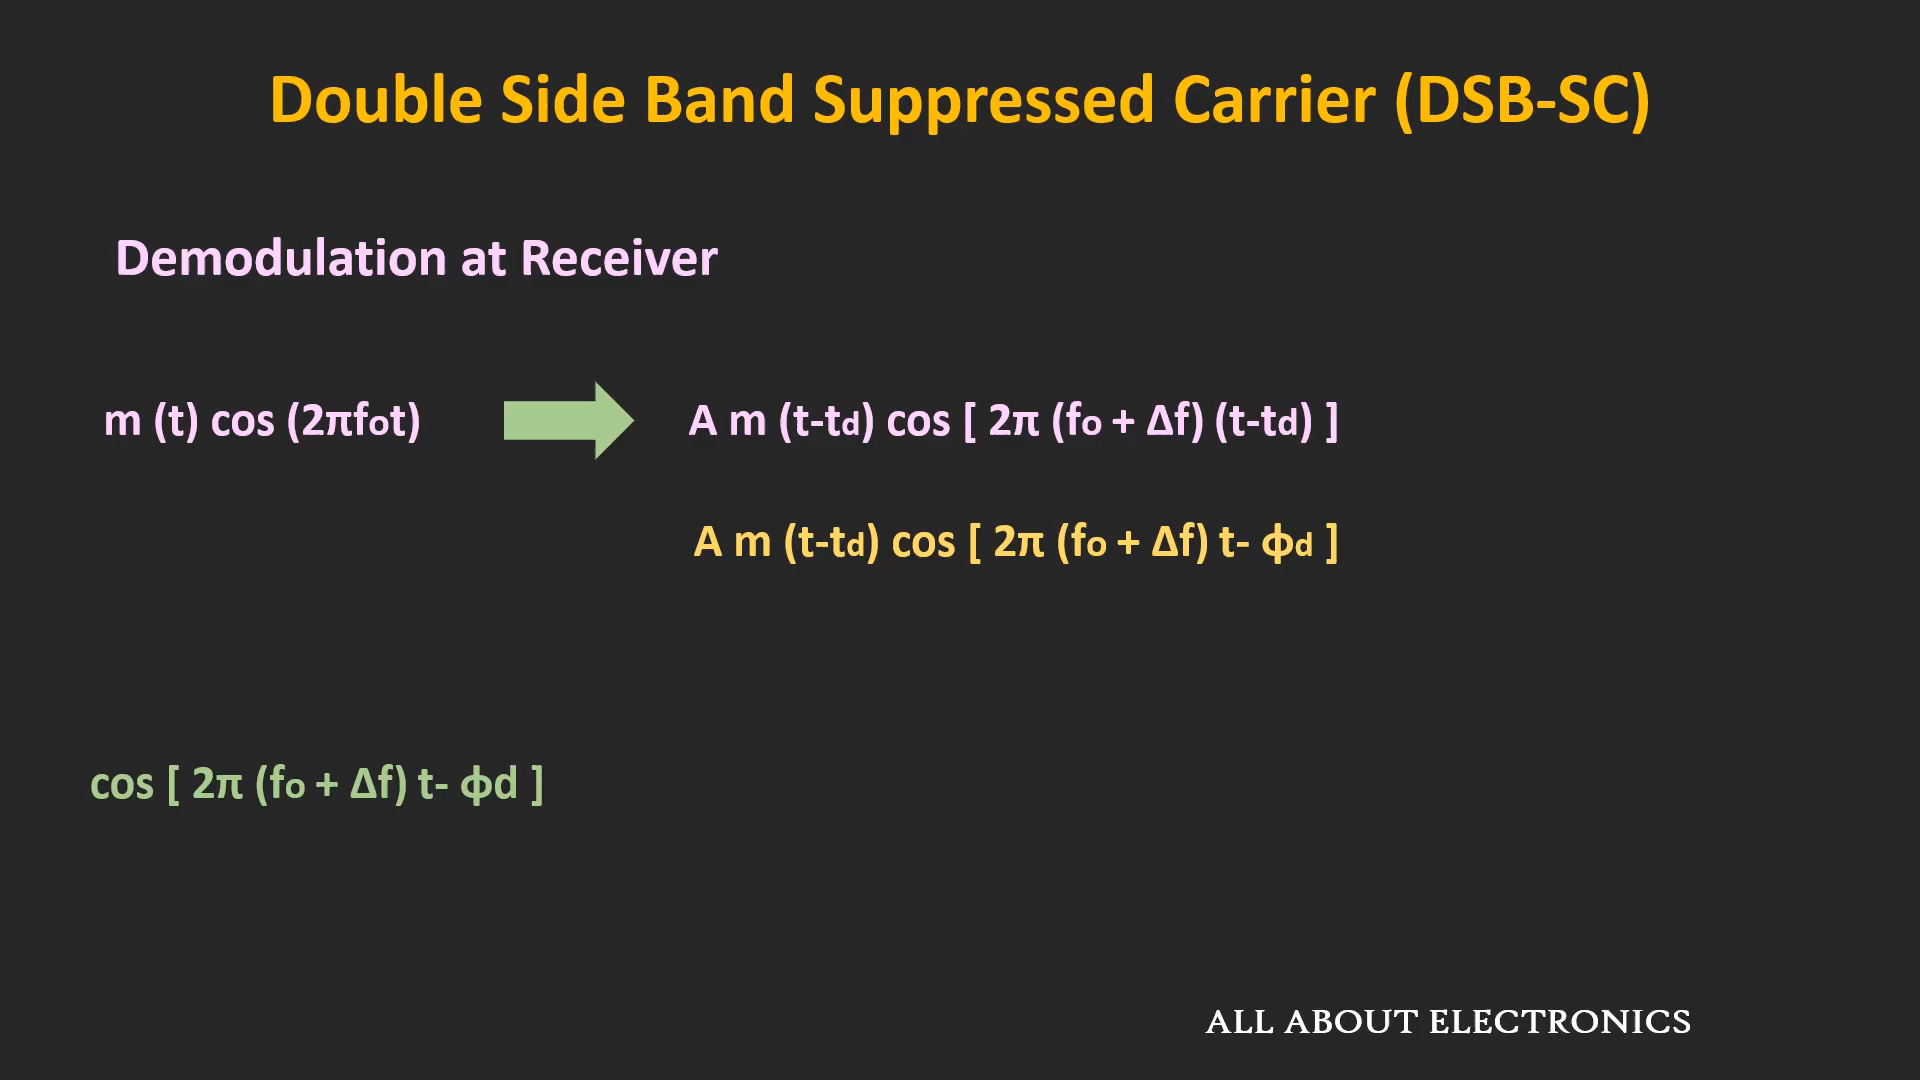 Double Side Band Suppressed Carrier (DSB-SC)
Demodulation at Receiver
m (t) cos (2πfot) A m (t-td) cos [ 2π (fo + Δf) (t-td) ]
A m (t-td) cos [ 2π (fo + Δf) t- ϕd ]
cos [ 2π (fo + Δf) t- ϕd ]
ALL ABOUT ELECTRONICS